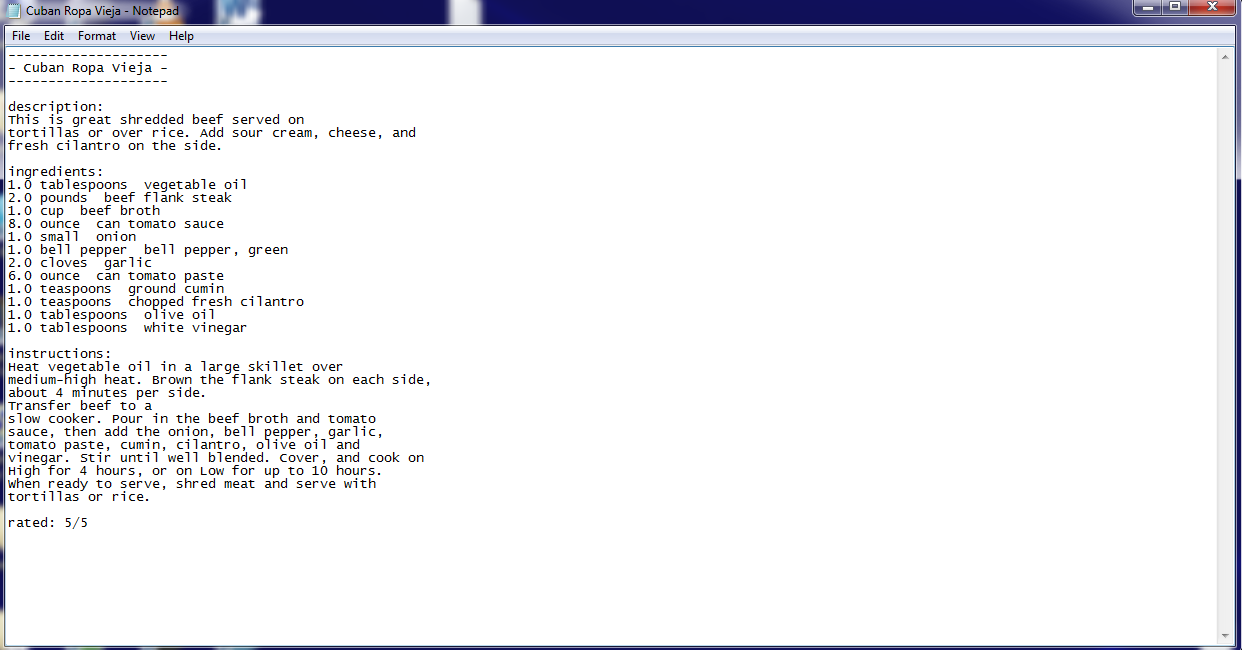 Cuban Ropa Vieja - Notepad
File Edit Format View Help
--------------------
- Cuban Ropa Vieja -
--------------------
description:
This is great shredded beef served on
tortillas or over rice. Add sour cream, cheese, and
fresh cilantro on the side.
ingredients:
1.0 tablespoons  vegetable oil
2.0 pounds  beef flank steak
1.0 cup  beef broth
8.0 ounce  can tomato sauce
1.0 small  onion
1.0 bell pepper  bell pepper, green
2.0 cloves  garlic
6.0 ounce  can tomato paste
1.0 teaspoons  ground cumin
1.0 teaspoons  chopped fresh cilantro
1.0 tablespoons  olive oil
1.0 tablespoons  white vinegar
instructions:
Heat vegetable oil in a large skillet over
medium-high heat. Brown the flank steak on each side,
about 4 minutes per side.
Transfer beef to a
slow cooker. Pour in the beef broth and tomato
sauce, then add the onion, bell pepper, garlic,
tomato paste, cumin, cilantro, olive oil and
vinegar. Stir until well blended. Cover, and cook on
High for 4 hours, or on Low for up to 10 hours.
When ready to serve, shred meat and serve with
tortillas or rice.
rated: 5/5